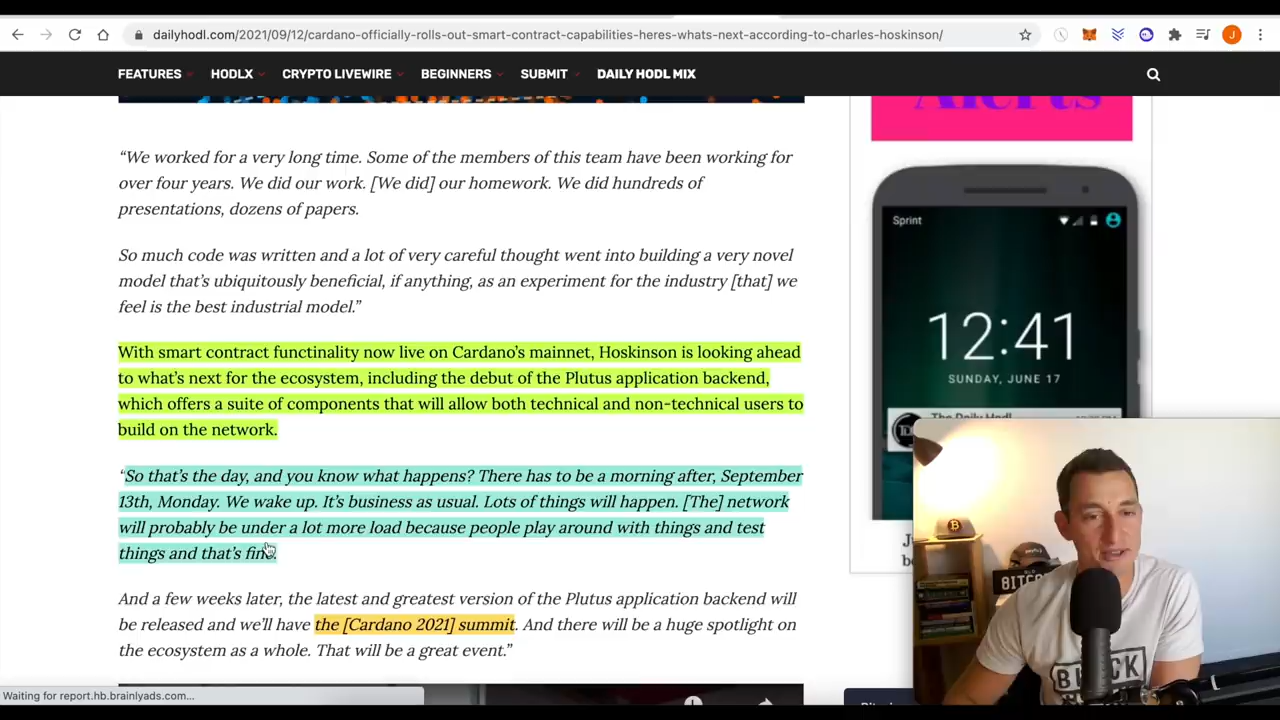 dailyhodl.com/2021/09/12/cardano-officially-rolls-out-smart-contract-capabilities-heres-whats-next-according-to-charles-hoskinson/
J
FEATURES HODLX CRYPTO LIVEWIRE BEGINNERS SUBMIT DAILY HODL MIX
Alerts
“We worked for a very long time. Some of the members of this team have been working for
over four years. We did our work. [We did] our homework. We did hundreds of
presentations, dozens of papers.
So much code was written and a lot of very careful thought went into building a very novel
model that’s ubiquitously beneficial, if anything, as an experiment for the industry [that] we
feel is the best industrial model.”
With smart contract functinality now live on Cardano’s mainnet, Hoskinson is looking ahead
to what’s next for the ecosystem, including the debut of the Plutus application backend,
which offers a suite of components that will allow both technical and non-technical users to
build on the network.
“So that’s the day, and you know what happens? There has to be a morning after, September
13th, Monday. We wake up. It’s business as usual. Lots of things will happen. [The] network
will probably be under a lot more load because people play around with things and test
things and that’s fine.
And a few weeks later, the latest and greatest version of the Plutus application backend will
be released and we’ll have the [Cardano 2021] summit. And there will be a huge spotlight on
the ecosystem as a whole. That will be a great event.”
Sprint
12:41
SUNDAY, JUNE 17
The Daily Hodl
Waiting for report.hb.brainlyads.com...
BITCO
BLOCK